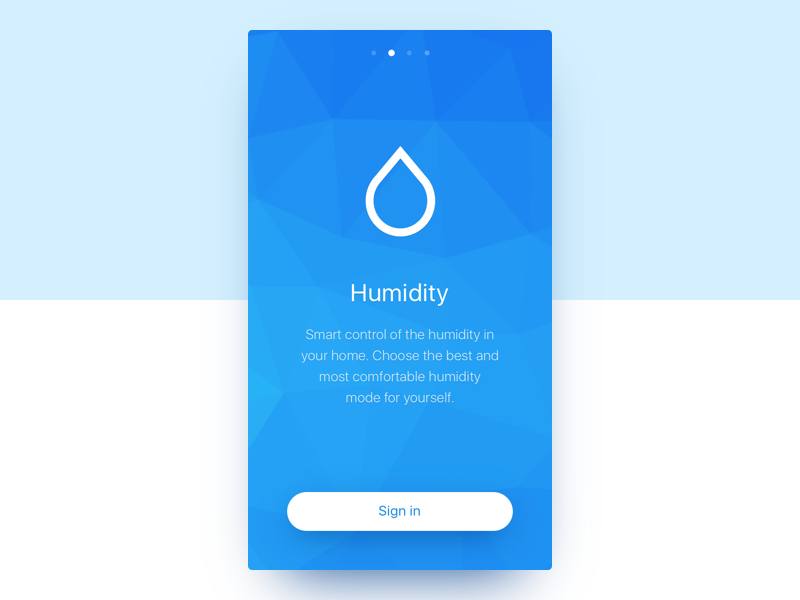 Humidity
Smart control of the humidity in
your home. Choose the best and
most comfortable humidity
mode for yourself.
Sign in